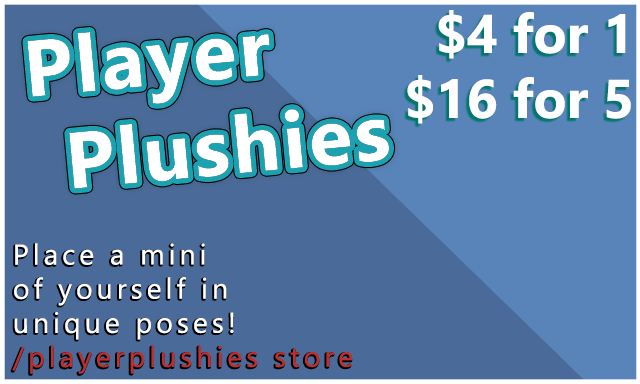 Player
Plushies
$4 for 1
$16 for 5
Place a mini
of yourself in
unique poses!
/playerplushies store